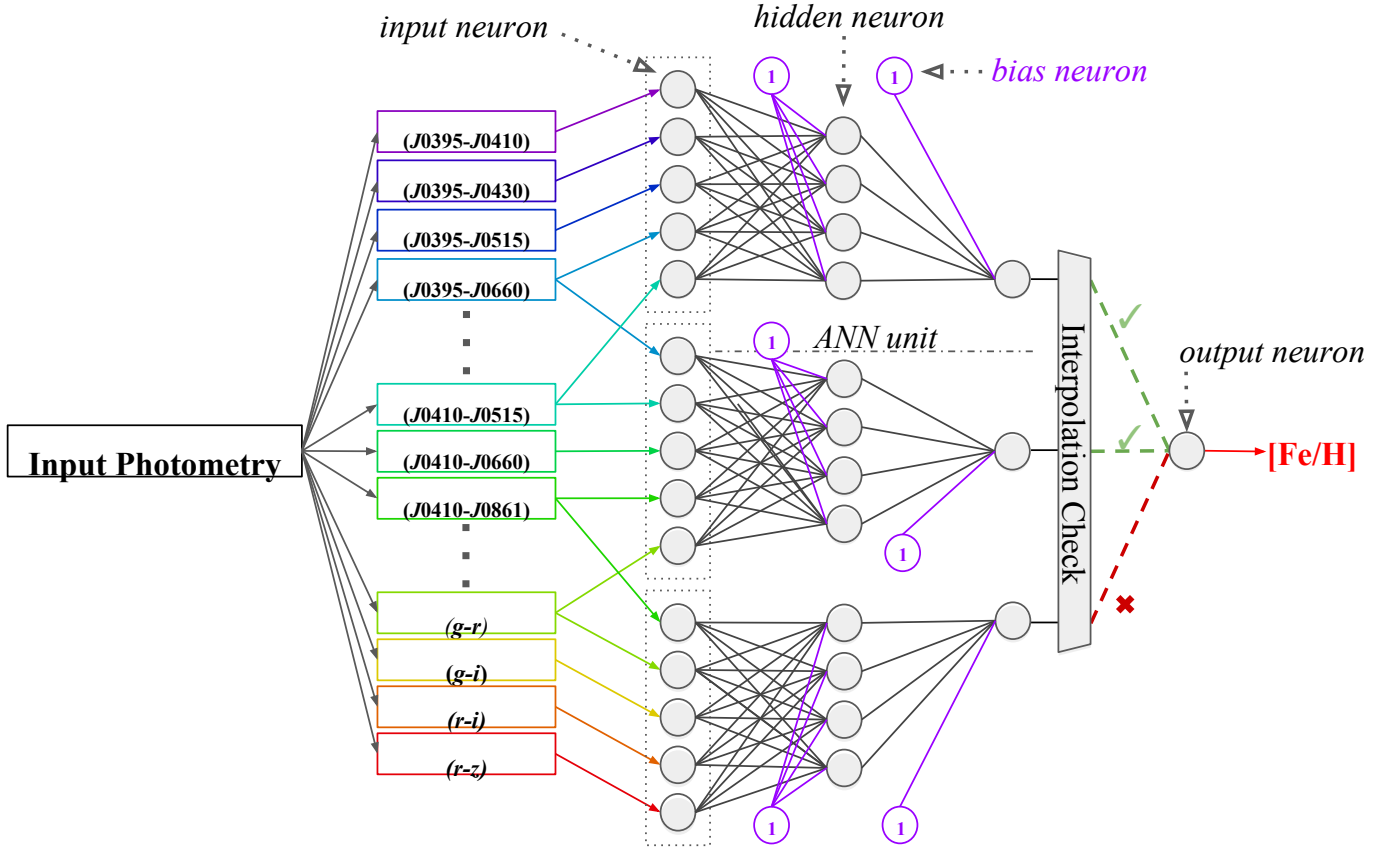 input neuron
hidden neuron
1
1
bias neuron
(J0395-J0410)
(J0395-J0430)
(J0395-J0515)
(J0395-J0660)
1
ANN unit
output neuron
(J0410-J0515)
(J0410-J0660)
(J0410-J0861)
Input Photometry
Interpolation Check
[Fe/H]
1
(g-r)
(g-i)
(r-i)
(r-z)
1
1